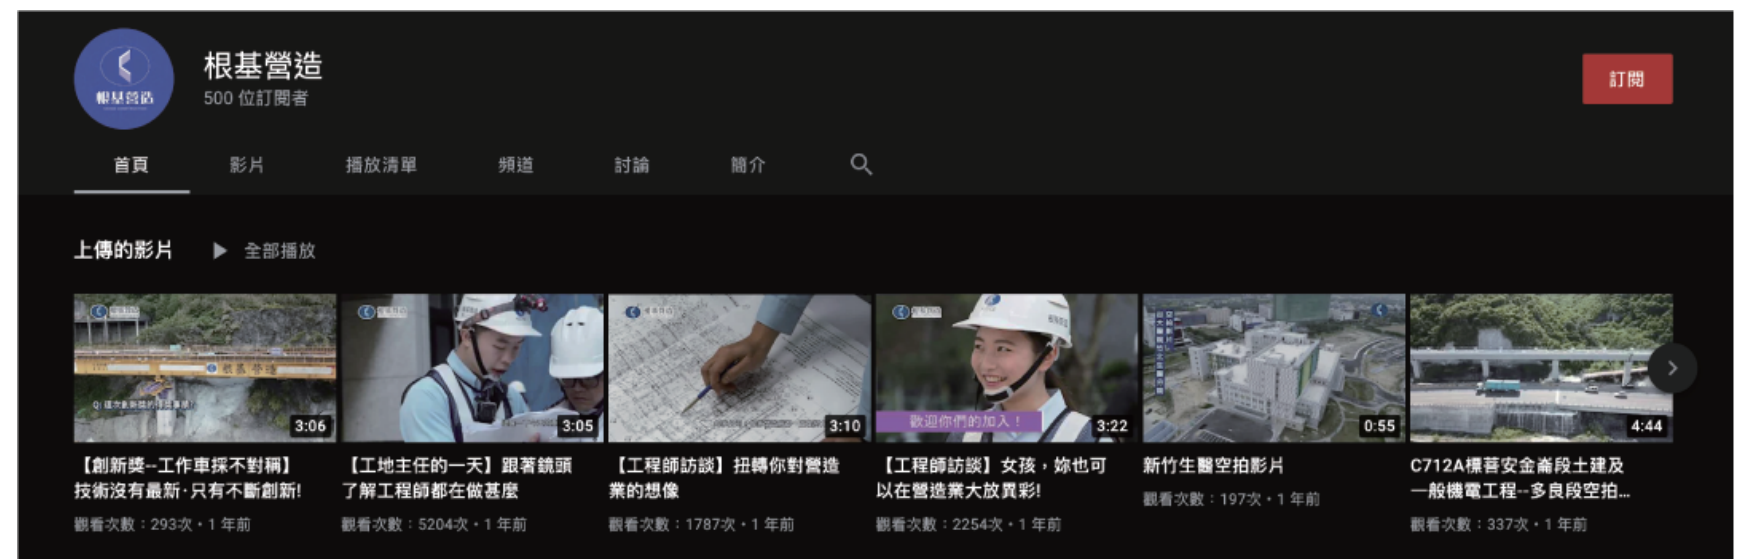 根基營造
500 位訂閱者
訂閱
根基營造
首頁 影片 播放清單 頻道 討論 簡介
上傳的影片 ▶ 全部播放
根基營造
3:06
3:05
3:10
歡迎你們的加入！
3:22
0:55
4:44
【創新獎--工作車採不對稱】
技術沒有最新·只有不斷創新!
觀看次數：293次・1 年前
【工地主任的一天】跟著鏡頭
了解工程師都在做甚麼
觀看次數：5204次・1 年前
【工程師訪談】扭轉你對營造
業的想像
觀看次數：1787次・1 年前
【工程師訪談】女孩，妳也可
以在營造業大放異彩!
觀看次數：2254次・1 年前
新竹生醫空拍影片
觀看次數：197次・1 年前
C712A標菩安金崙段土建及
一般機電工程--多良段空拍...
觀看次數：337次・1 年前